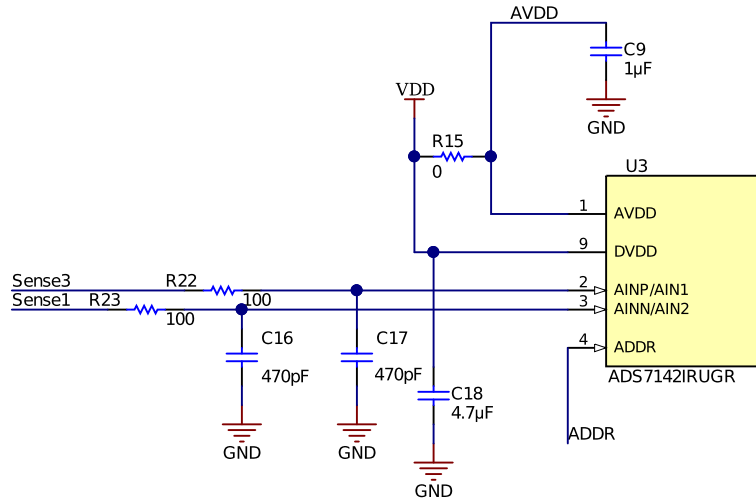 AVDD
C9
1µF
GND
VDD
R15
0
U3
1 AVDD
9 DVDD
Sense3 R22 100 2 AINP/AIN1
Sense1 R23 100 3 AINN/AIN2
C16
470pF
C17
470pF
4 ADDR
ADS7142IRUGR
C18
4.7µF
ADDR
GND
GND
GND